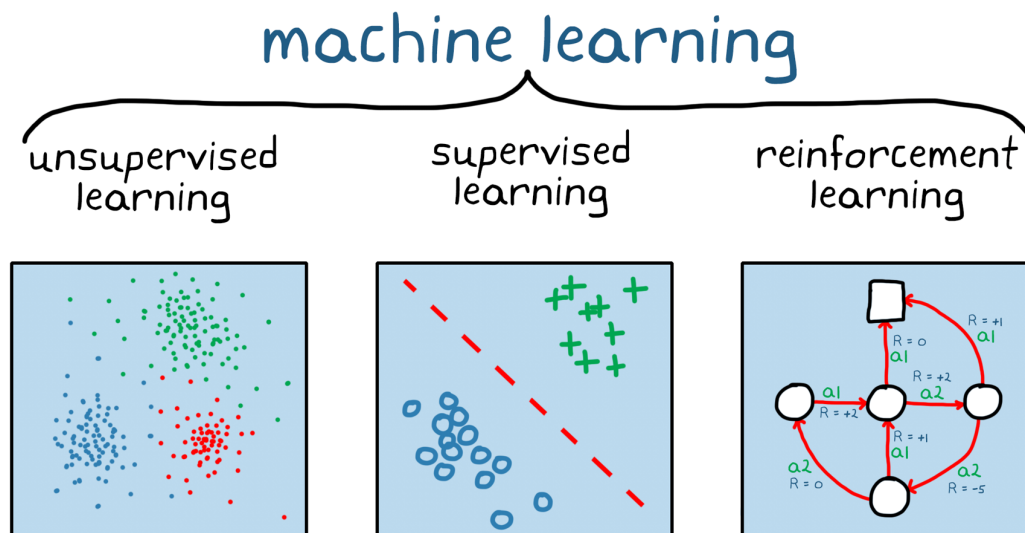 machine learning
unsupervised
learning
supervised
learning
reinforcement
learning
R = 0
a1
R = +1
a1
a1
R = +2
R = +2
a2
R = +1
a1
a2
R = 0
a2
R = -5